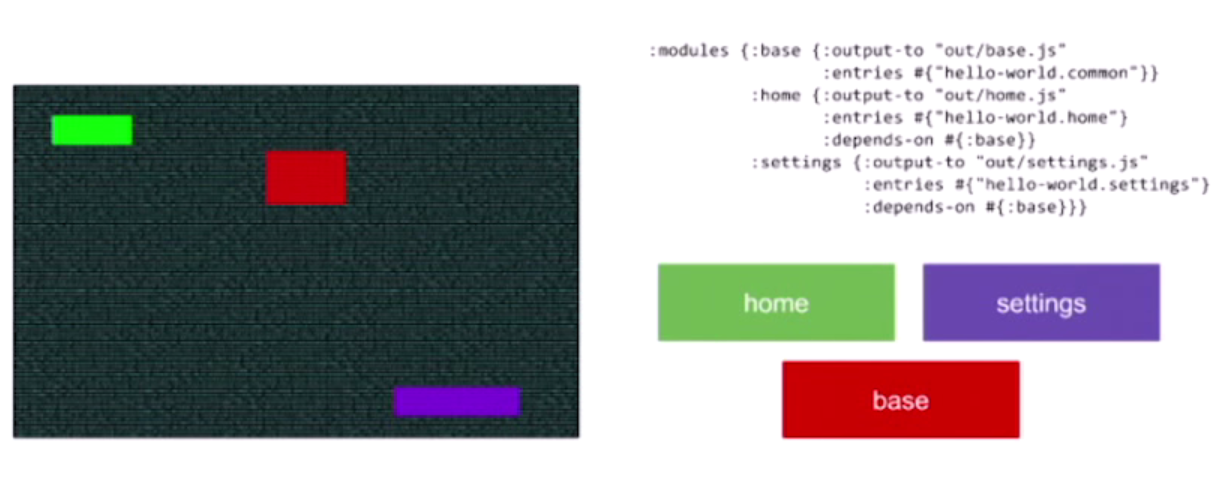 :modules {:base {:output-to "out/base.js"
:entries #{"hello-world.common"}}
:home {:output-to "out/home.js"
:entries #{"hello-world.home"}
:depends-on #{:base}}
:settings {:output-to "out/settings.js"
:entries #{"hello-world.settings"}
:depends-on #{:base}}}
home
settings
base